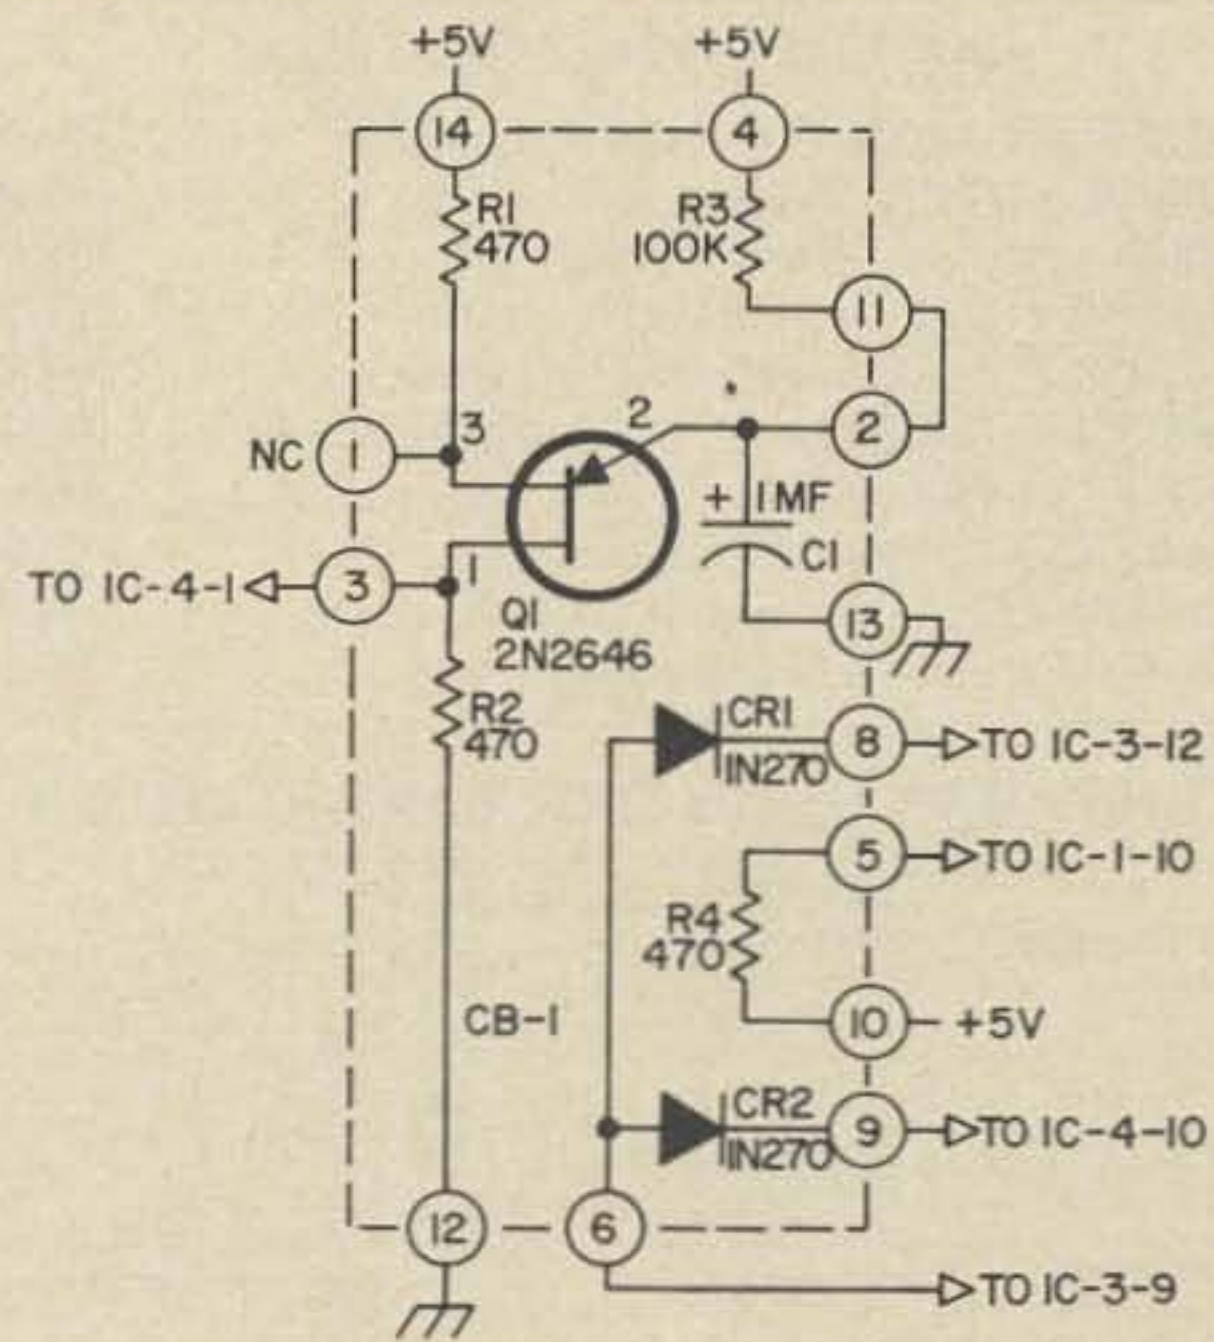 +5V +5V
14 4
R1
470
R3
100K
11
2
3
2
NC 1
+ 1MF
C1
TO IC-4-1 3
1
13
Q1
2N2646
R2
470
CR1
1N270
8 TO IC-3-12
5 TO IC-1-10
R4
470
CB-1
10 +5V
CR2
1N270
9 TO IC-4-10
12 6
TO IC-3-9